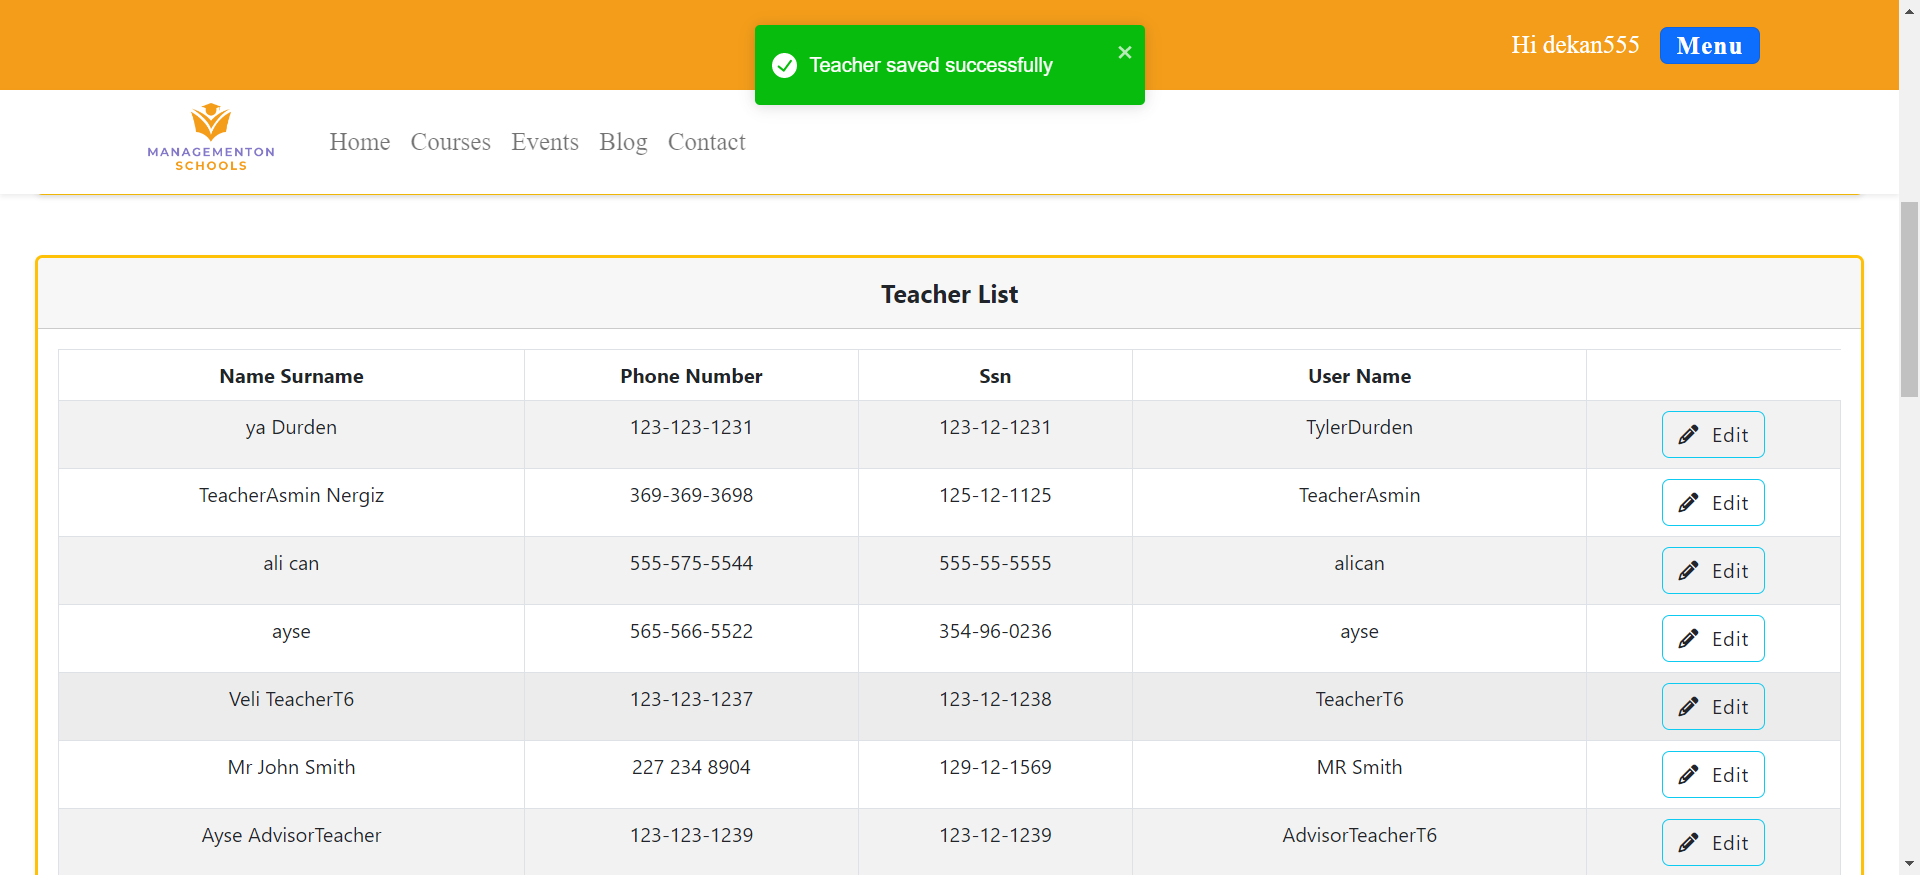 Teacher saved successfully
Hi dekan555 Menu
MANAGEMENTON
SCHOOLS
Home Courses Events Blog Contact
Teacher List
Name Surname Phone Number Ssn User Name
ya Durden 123-123-1231 123-12-1231 TylerDurden Edit
TeacherAsmin Nergiz 369-369-3698 125-12-1125 TeacherAsmin Edit
ali can 555-575-5544 555-55-5555 alican Edit
ayse 565-566-5522 354-96-0236 ayse Edit
Veli TeacherT6 123-123-1237 123-12-1238 TeacherT6 Edit
Mr John Smith 227 234 8904 129-12-1569 MR Smith Edit
Ayse AdvisorTeacher 123-123-1239 123-12-1239 AdvisorTeacherT6 Edit